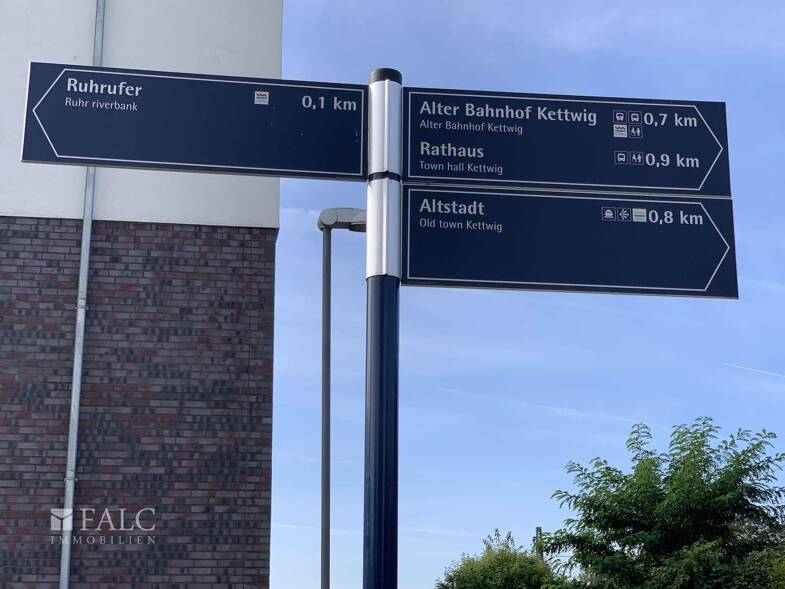 Ruhrufer 0,1 km
Ruhr riverbank
Alter Bahnhof Kettwig 0,7 km
Alter Bahnhof Kettwig
Rathaus 0,9 km
Town hall Kettwig
Altstadt 0,8 km
Old town Kettwig
FALC
IMMOBILIEN